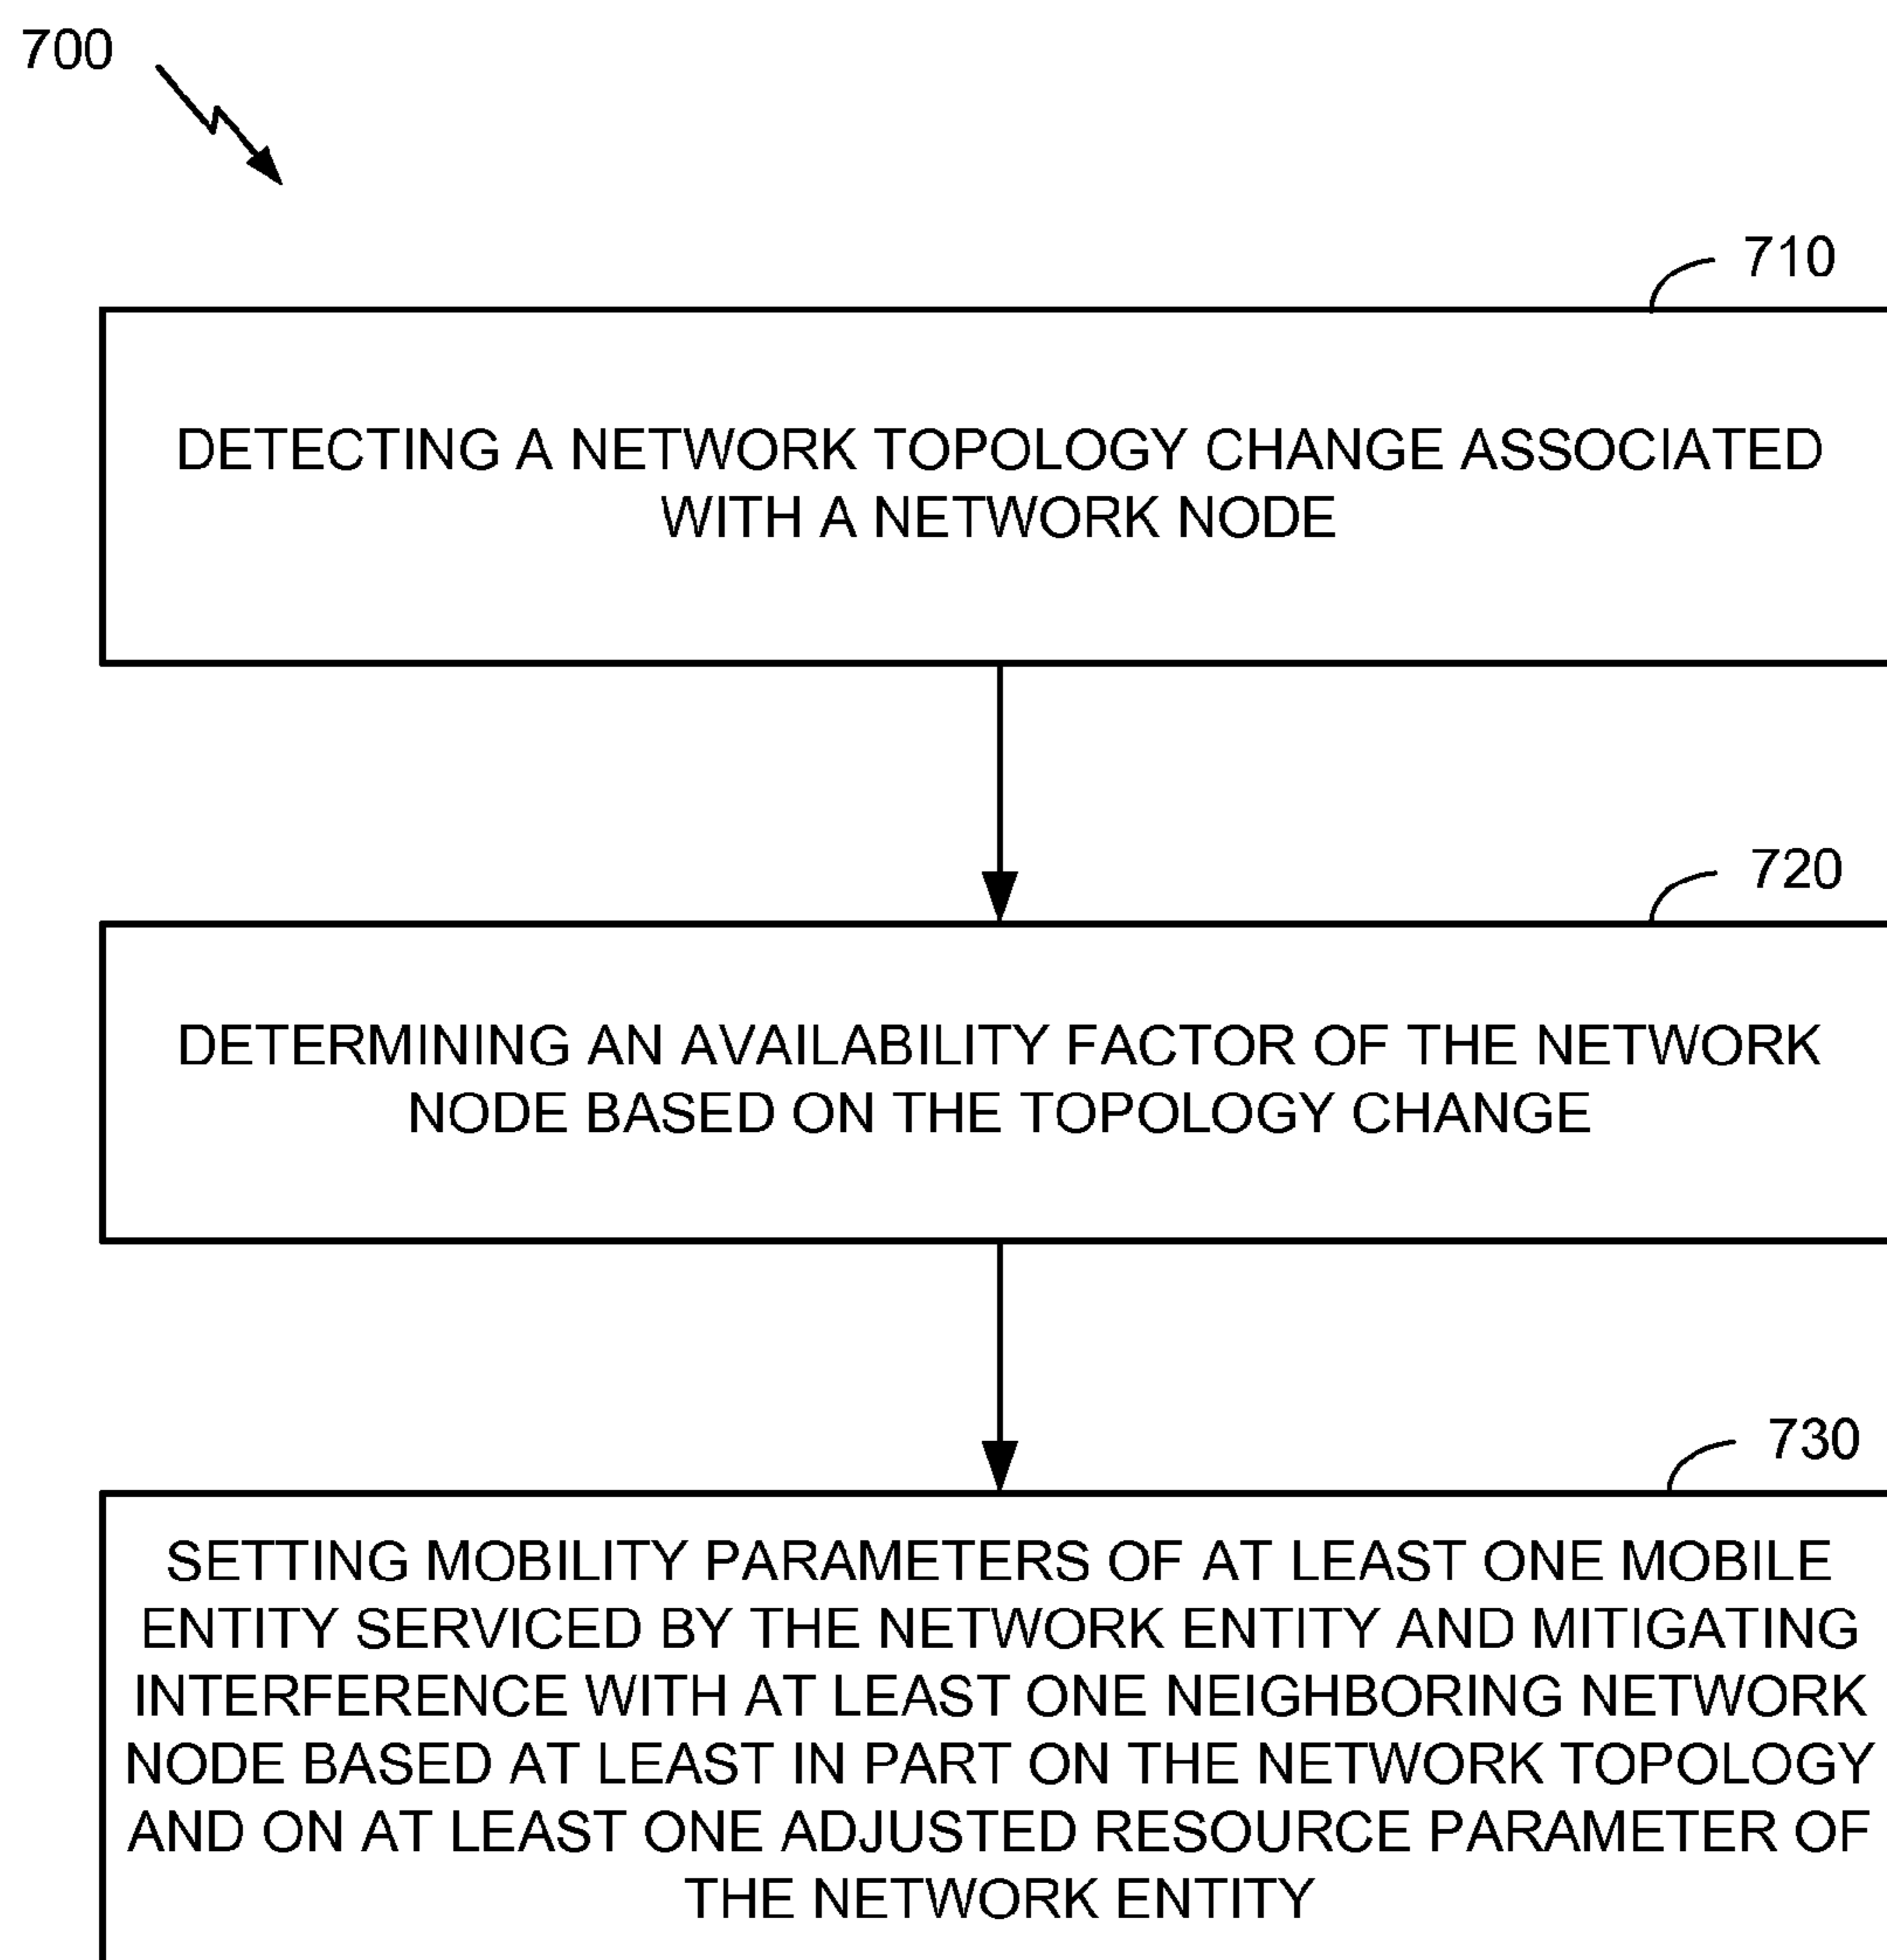 700
710
DETECTING A NETWORK TOPOLOGY CHANGE ASSOCIATED
WITH A NETWORK NODE
720
DETERMINING AN AVAILABILITY FACTOR OF THE NETWORK
NODE BASED ON THE TOPOLOGY CHANGE
730
SETTING MOBILITY PARAMETERS OF AT LEAST ONE MOBILE
ENTITY SERVICED BY THE NETWORK ENTITY AND MITIGATING
INTERFERENCE WITH AT LEAST ONE NEIGHBORING NETWORK
NODE BASED AT LEAST IN PART ON THE NETWORK TOPOLOGY
AND ON AT LEAST ONE ADJUSTED RESOURCE PARAMETER OF
THE NETWORK ENTITY